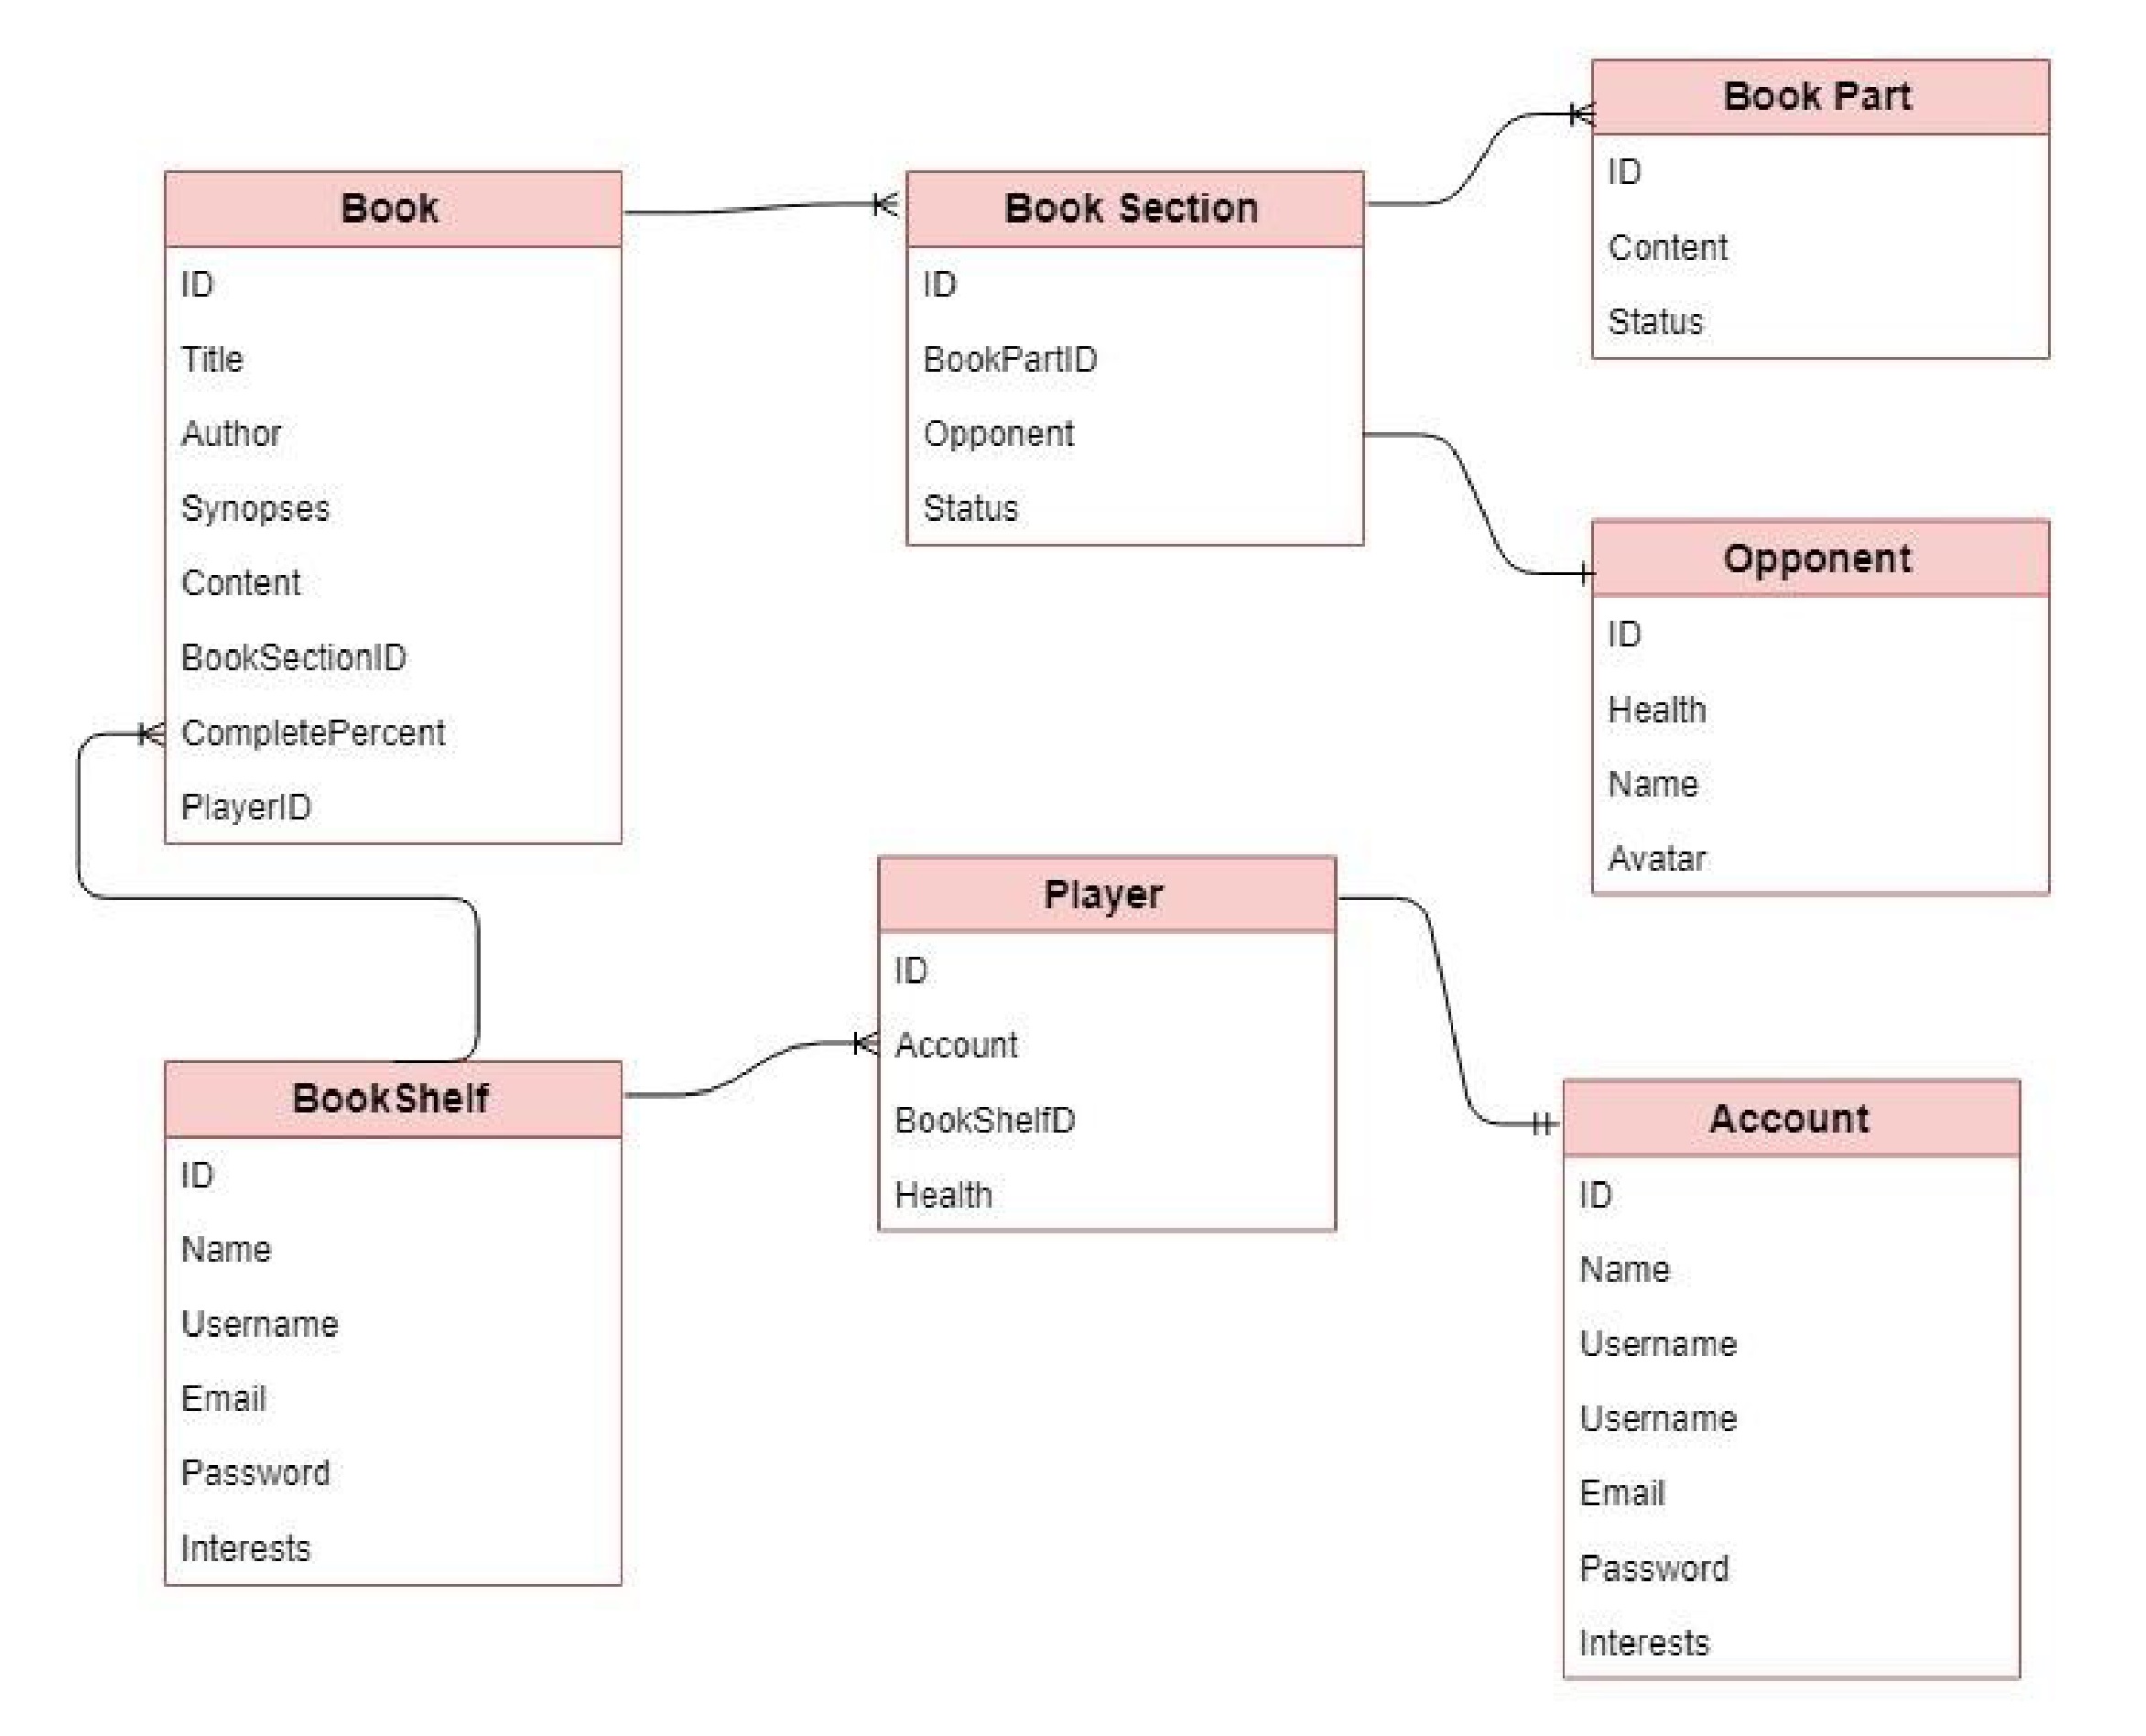 Book
ID
Title
Author
Synopses
Content
BookSectionID
CompletePercent
PlayerID
Book Section
ID
BookPartID
Opponent
Status
Book Part
ID
Content
Status
Opponent
ID
Health
Name
Avatar
BookShelf
ID
Name
Username
Email
Password
Interests
Player
ID
Account
BookShelfD
Health
Account
ID
Name
Username
Username
Email
Password
Interests